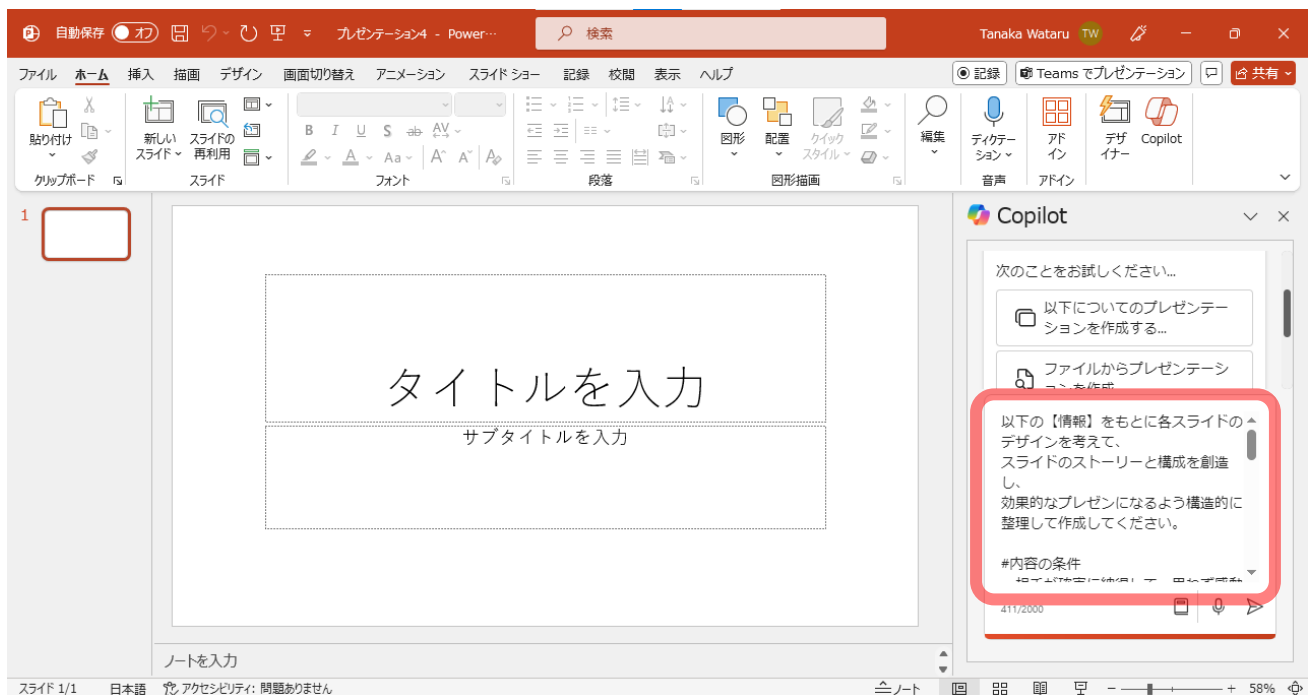 自動保存 オフ プレゼンテーション4 - Power… 検索 Tanaka Wataru TW
ファイル ホーム 挿入 描画 デザイン 画面切り替え アニメーション スライド ショー 記録 校閲 表示 ヘルプ 記録 Teams でプレゼンテーション 共有
貼り付け
新しい
スライド
スライドの
再利用
B I U S ab AV
Aa A A A
図形
配置
クイック
スタイル
編集
ディクテー
ション
アド
イン
デザ
イナー
Copilot
クリップボード スライド フォント 段落 図形描画 音声 アドイン
1
タイトルを入力
サブタイトルを入力
ノートを入力
Copilot
次のことをお試しください...
以下についてのプレゼンテー
ションを作成する...
ファイルからプレゼンテーシ
ョンを作成
以下の【情報】をもとに各スライドの
デザインを考えて、
スライドのストーリーと構成を創造
し、
効果的なプレゼンになるよう構造的に
整理して作成してください。
#内容の条件
411/2000
スライド 1/1 日本語 アクセシビリティ: 問題ありません ノート 58%